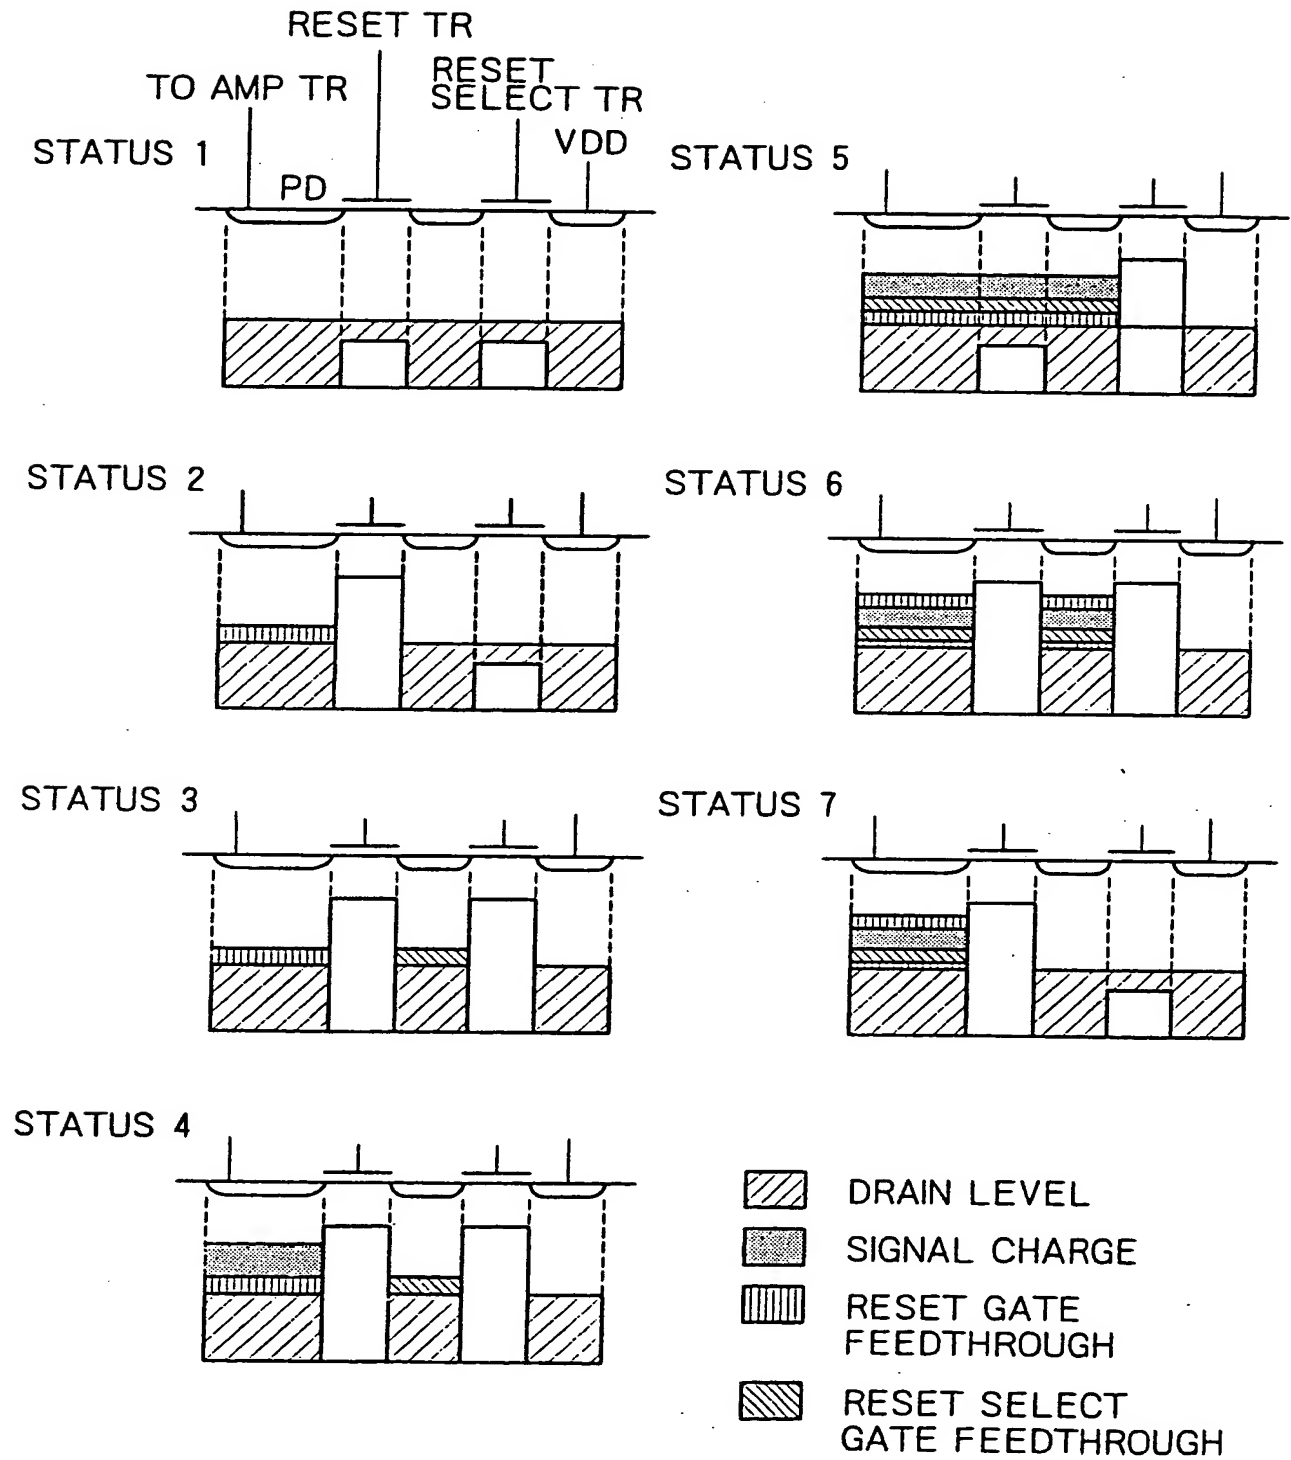 RESET TR
TO AMP TR
RESET
SELECT TR
VDD
STATUS 1
PD
STATUS 5
STATUS 2
STATUS 6
STATUS 3
STATUS 7
STATUS 4
DRAIN LEVEL
SIGNAL CHARGE
RESET GATE
FEEDTHROUGH
RESET SELECT
GATE FEEDTHROUGH